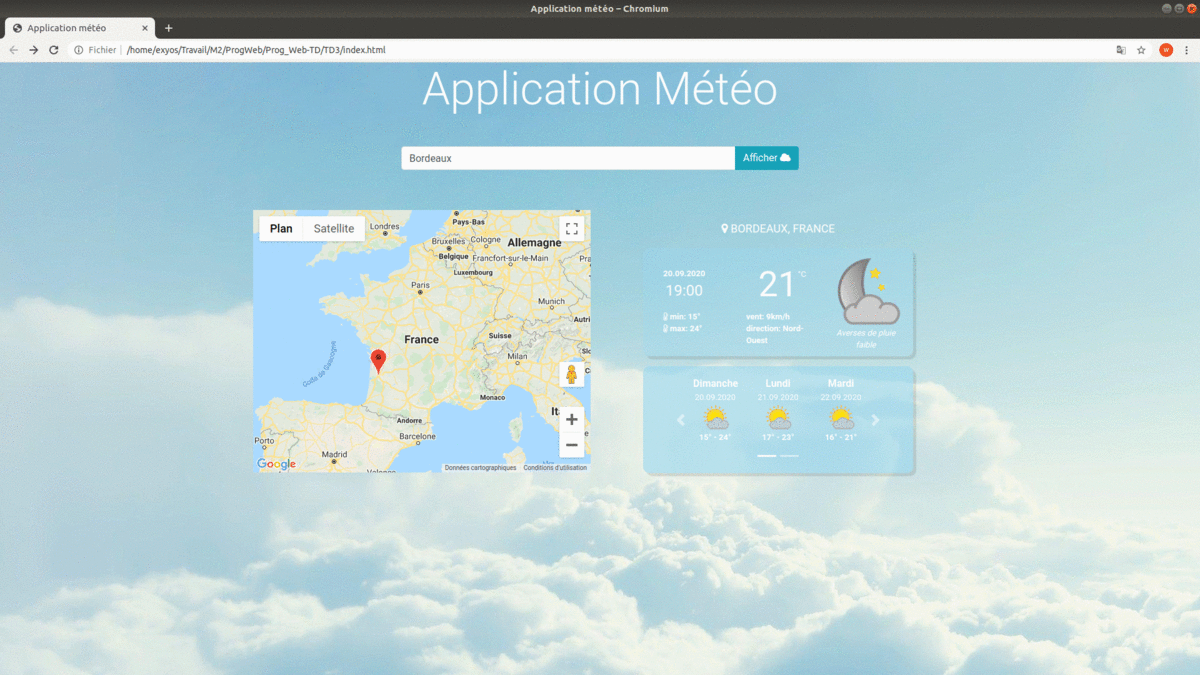 Application météo – Chromium
Application météo
Fichier | /home/exyos/Travail/M2/ProgWeb/Prog_Web-TD/TD3/index.html
Application Météo
Bordeaux
Afficher
Plan Satellite
Londres
Pays-Bas
Bruxelles
Cologne
Allemagne
Belgique
Francfort-sur-le-Main
Luxembourg
Paris
Munich
France
Suisse
Milan
Golfe de Gascogne
Monaco
Andorre
Barcelone
Porto
Madrid
Google
Données cartographiques
Conditions d'utilisation
BORDEAUX, FRANCE
20.09.2020
19:00
21 °C
min: 15°
max: 24°
vent: 9km/h
direction: Nord-
Ouest
Averses de pluie
faible
Dimanche Lundi Mardi
20.09.2020 21.09.2020 22.09.2020
15° - 24° 17° - 23° 16° - 21°